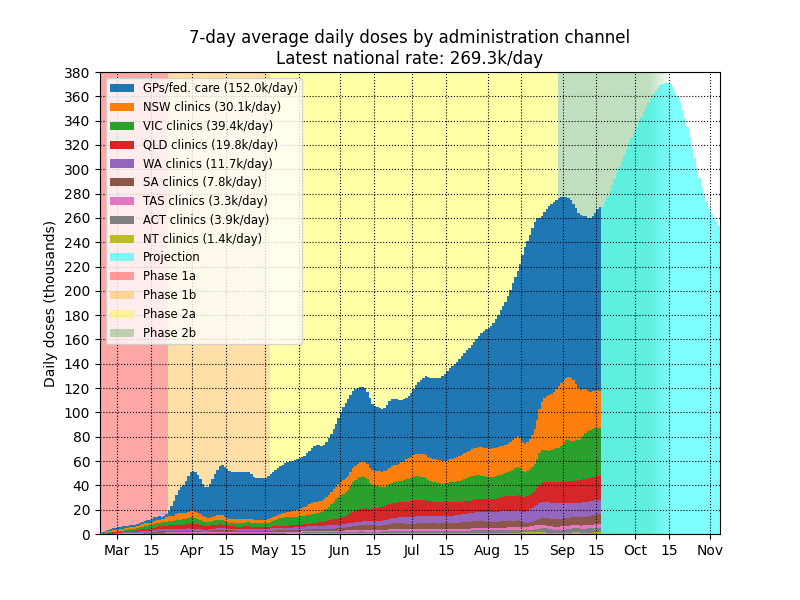 7-day average daily doses by administration channel
Latest national rate: 269.3k/day
Daily doses (thousands)
380
360
340
320
300
280
260
240
220
200
180
160
140
120
100
80
60
40
20
0
GPs/fed. care (152.0k/day)
NSW clinics (30.1k/day)
VIC clinics (39.4k/day)
QLD clinics (19.8k/day)
WA clinics (11.7k/day)
SA clinics (7.8k/day)
TAS clinics (3.3k/day)
ACT clinics (3.9k/day)
NT clinics (1.4k/day)
Projection
Phase 1a
Phase 1b
Phase 2a
Phase 2b
Mar 15 Apr 15 May 15 Jun 15 Jul 15 Aug 15 Sep 15 Oct 15 Nov